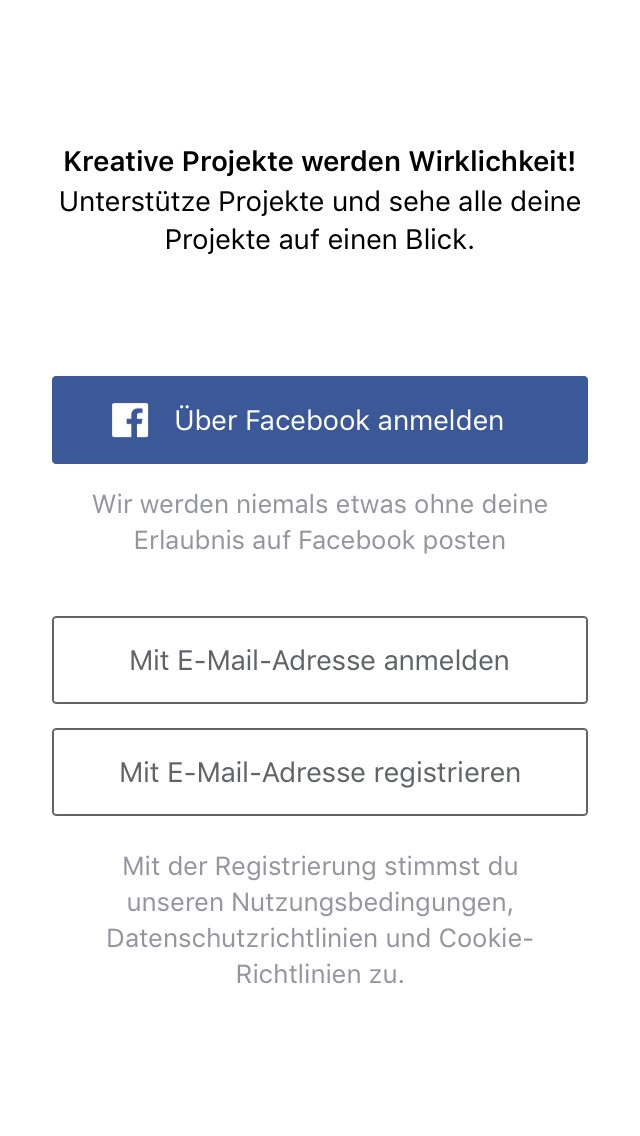 Kreative Projekte werden Wirklichkeit!
Unterstütze Projekte und sehe alle deine
Projekte auf einen Blick.
Über Facebook anmelden
Wir werden niemals etwas ohne deine
Erlaubnis auf Facebook posten
Mit E-Mail-Adresse anmelden
Mit E-Mail-Adresse registrieren
Mit der Registrierung stimmst du
unseren Nutzungsbedingungen,
Datenschutzrichtlinien und Cookie-
Richtlinien zu.